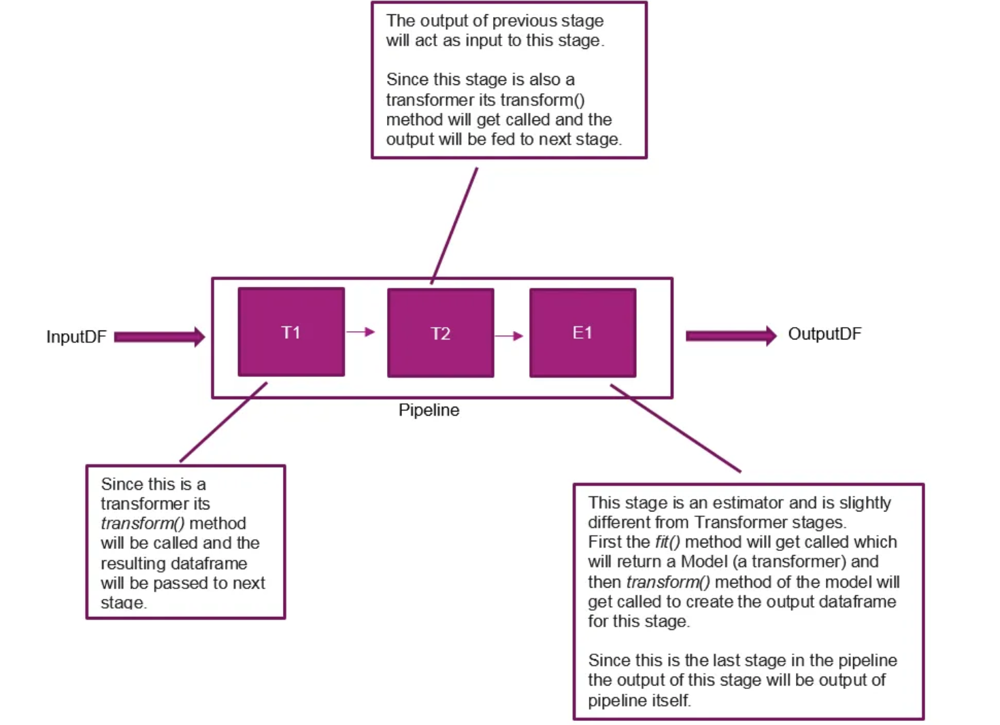 The output of previous stage
will act as input to this stage.
Since this stage is also a
transformer its transform()
method will get called and the
output will be fed to next stage.
InputDF
T1
T2
E1
OutputDF
Pipeline
Since this is a
transformer its
transform() method
will be called and the
resulting dataframe
will be passed to next
stage.
This stage is an estimator and is slightly
different from Transformer stages.
First the fit() method will get called which
will return a Model (a transformer) and
then transform() method of the model will
get called to create the output dataframe
for this stage.
Since this is the last stage in the pipeline
the output of this stage will be output of
pipeline itself.